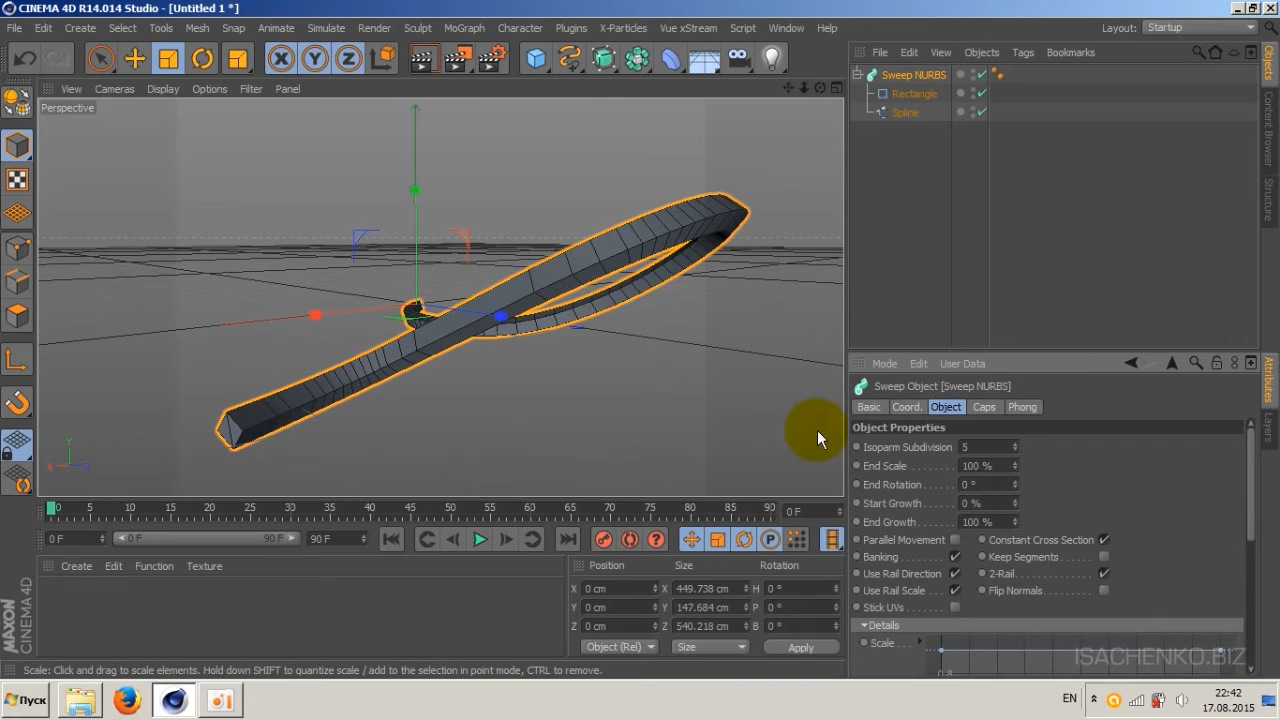 CINEMA 4D R14.014 Studio - [Untitled 1 *]
File Edit Create Select Tools Mesh Snap Animate Simulate Render Sculpt MoGraph Character Plugins X-Particles Vue xStream Script Window Help Layout: Startup
X Y Z
File Edit View Objects Tags Bookmarks
Sweep NURBS
Rectangle
Spline
View Cameras Display Options Filter Panel
Perspective
Objects
Content Browser
Structure
Attributes
Layers
Mode Edit User Data
Sweep Object [Sweep NURBS]
Basic Coord. Object Caps Phong
Object Properties
Isoparm Subdivision 5
End Scale . . . . . . . 100 %
End Rotation . . . . . 0 °
Start Growth . . . . . 0 %
End Growth . . . . . . 100 %
Parallel Movement Constant Cross Section
Banking . . . . . . . . Keep Segments . . . .
Use Rail Direction 2-Rail . . . . . . . . . .
Use Rail Scale . . . Flip Normals . . . . . .
Stick UVs . . . . . . .
Details
Scale . . .
Y
X Z
0 5 10 15 20 25 30 35 40 45 50 55 60 65 70 75 80 85 90 0 F
0 F 0 F 90 F 90 F
P
Create Edit Function Texture
Position Size Rotation
X 0 cm X 449.738 cm H 0 °
Y 0 cm Y 147.684 cm P 0 °
Z 0 cm Z 540.218 cm B 0 °
Object (Rel) Size Apply
MAXON
CINEMA 4D
Scale: Click and drag to scale elements. Hold down SHIFT to quantize scale / add to the selection in point mode, CTRL to remove.
ISACHENKO.BIZ
Пуск
EN
22:42
17.08.2015